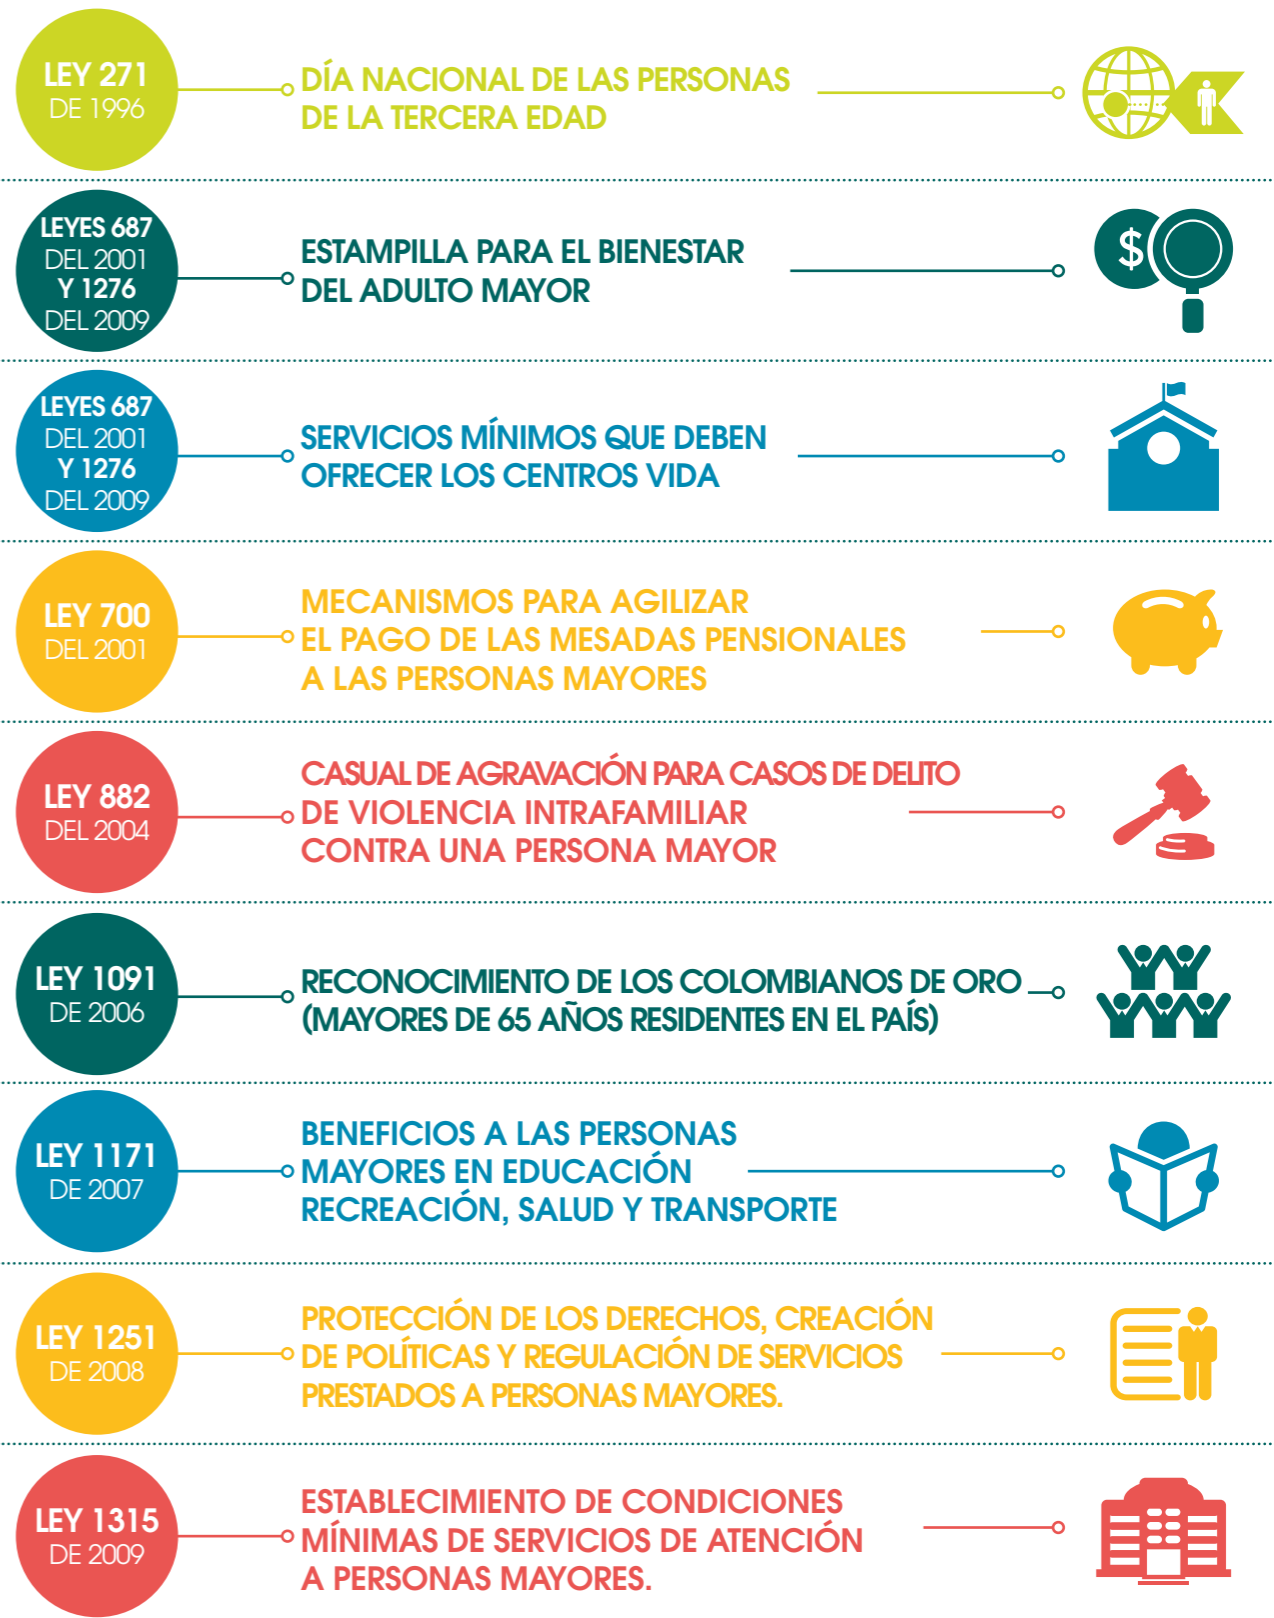 LEY 271
DE 1996
DÍA NACIONAL DE LAS PERSONAS
DE LA TERCERA EDAD
LEYES 687
DEL 2001
Y 1276
DEL 2009
ESTAMPILLA PARA EL BIENESTAR
DEL ADULTO MAYOR
$
LEYES 687
DEL 2001
Y 1276
DEL 2009
SERVICIOS MÍNIMOS QUE DEBEN
OFRECER LOS CENTROS VIDA
LEY 700
DEL 2001
MECANISMOS PARA AGILIZAR
EL PAGO DE LAS MESADAS PENSIONALES
A LAS PERSONAS MAYORES
LEY 882
DEL 2004
CASUAL DE AGRAVACIÓN PARA CASOS DE DELITO
DE VIOLENCIA INTRAFAMILIAR
CONTRA UNA PERSONA MAYOR
LEY 1091
DE 2006
RECONOCIMIENTO DE LOS COLOMBIANOS DE ORO
(MAYORES DE 65 AÑOS RESIDENTES EN EL PAÍS)
LEY 1171
DE 2007
BENEFICIOS A LAS PERSONAS
MAYORES EN EDUCACIÓN
RECREACIÓN, SALUD Y TRANSPORTE
LEY 1251
DE 2008
PROTECCIÓN DE LOS DERECHOS, CREACIÓN
DE POLÍTICAS Y REGULACIÓN DE SERVICIOS
PRESTADOS A PERSONAS MAYORES.
LEY 1315
DE 2009
ESTABLECIMIENTO DE CONDICIONES
MÍNIMAS DE SERVICIOS DE ATENCIÓN
A PERSONAS MAYORES.